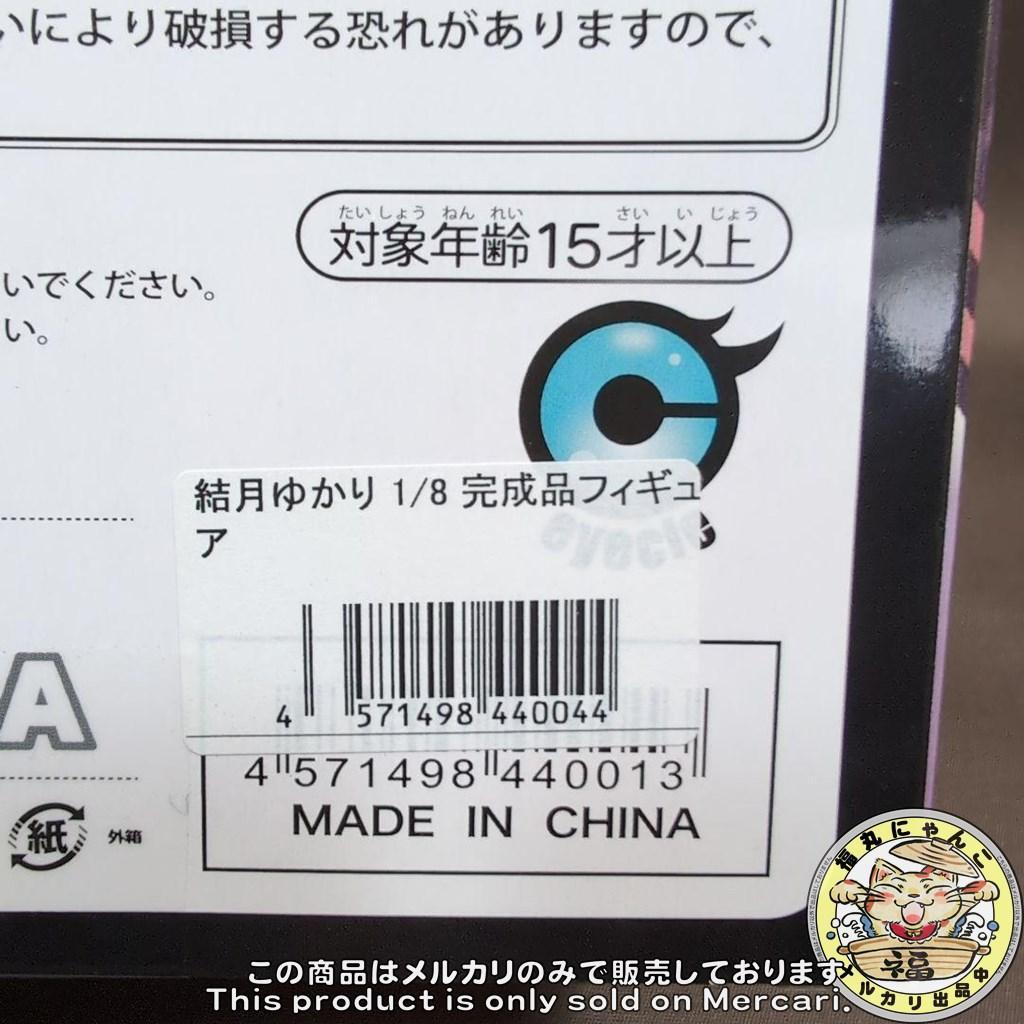 いにより破損する恐れがありますので、
たいしょう ねん れい さい い じょう
対象年齢15才以上
いでください。
い。
結月ゆかり 1/8 完成品フィギュ
ア
eyecle
4 571498 440044
A
4 571498 440013
MADE IN CHINA
紙 外箱
福丸にゃんこ
福
メルカリ出品中
この商品はメルカリのみで販売しております。
This product is only sold on Mercari.